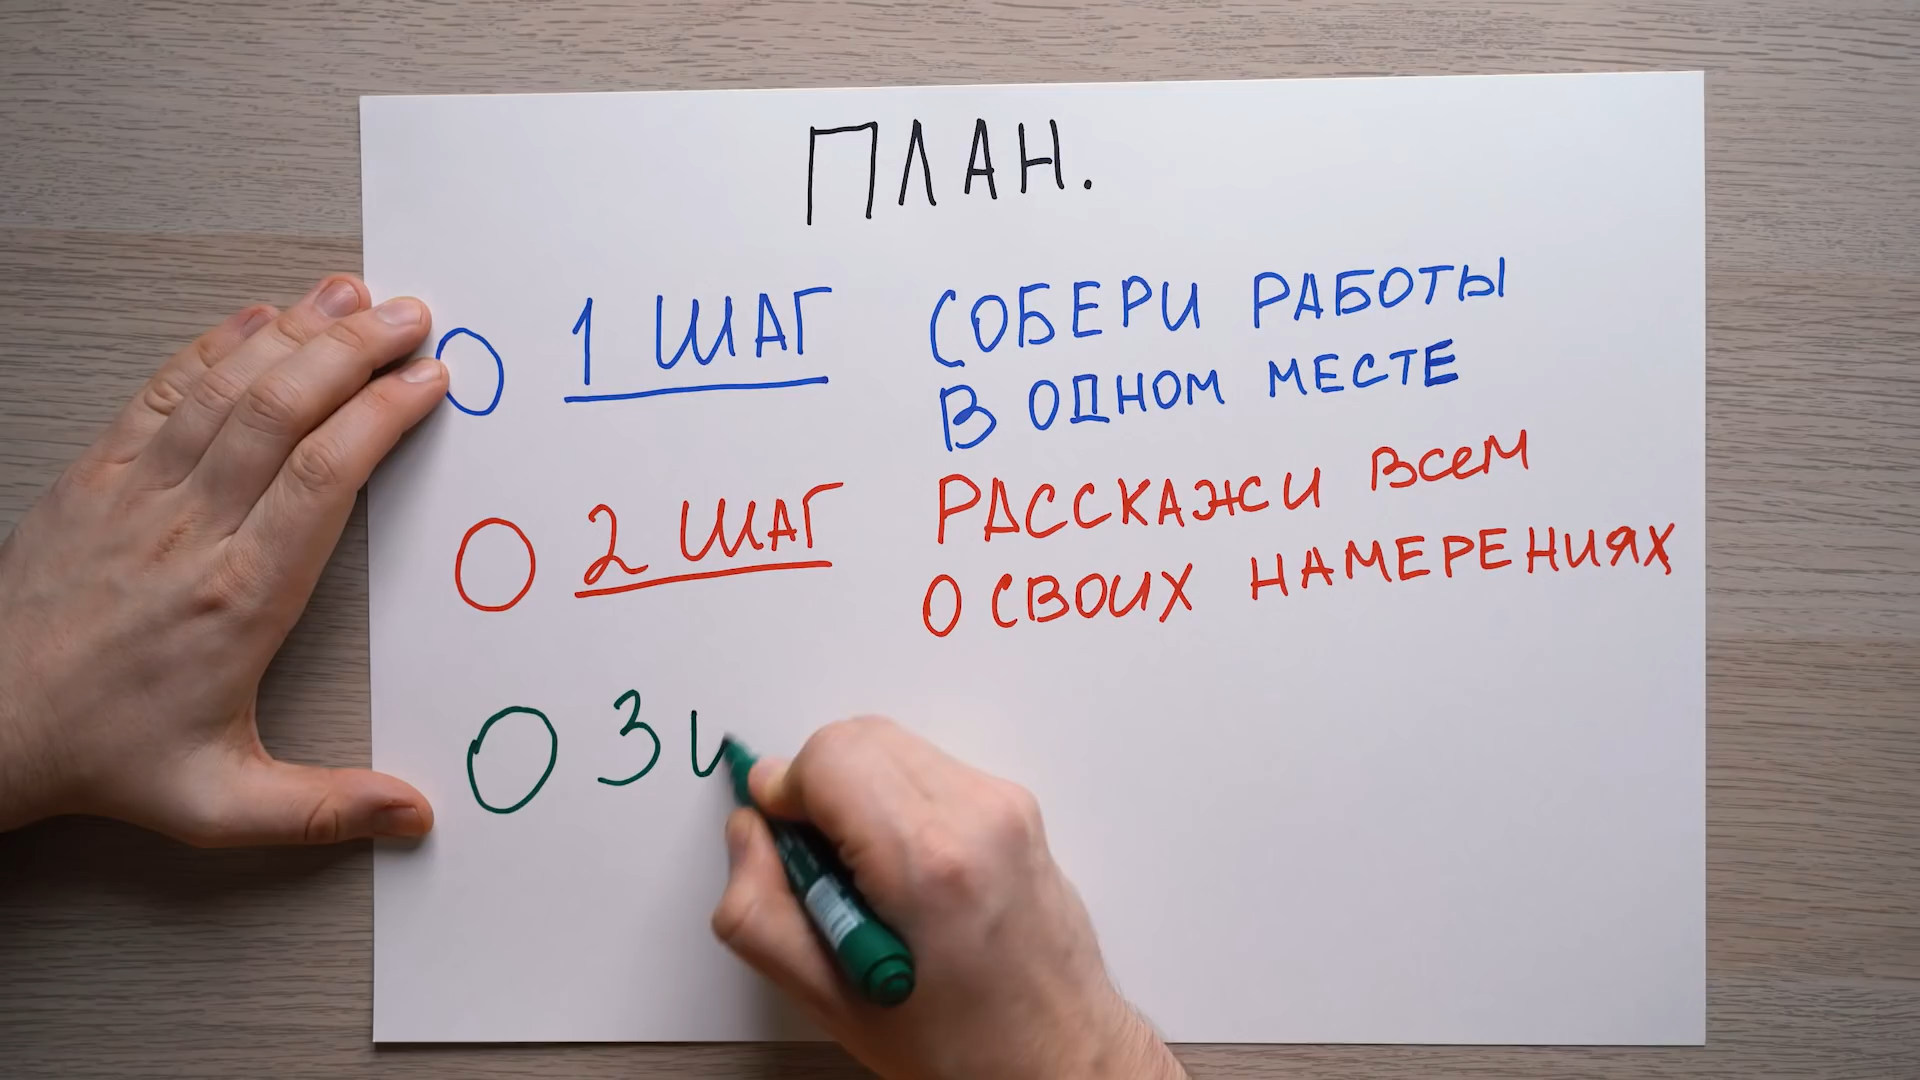 ПЛАН.
1 ШАГ СОБЕРИ РАБОТЫ
В ОДНОМ МЕСТЕ
2 ШАГ РАССКАЖИ всем
О СВОИХ НАМЕРЕНИЯХ
3